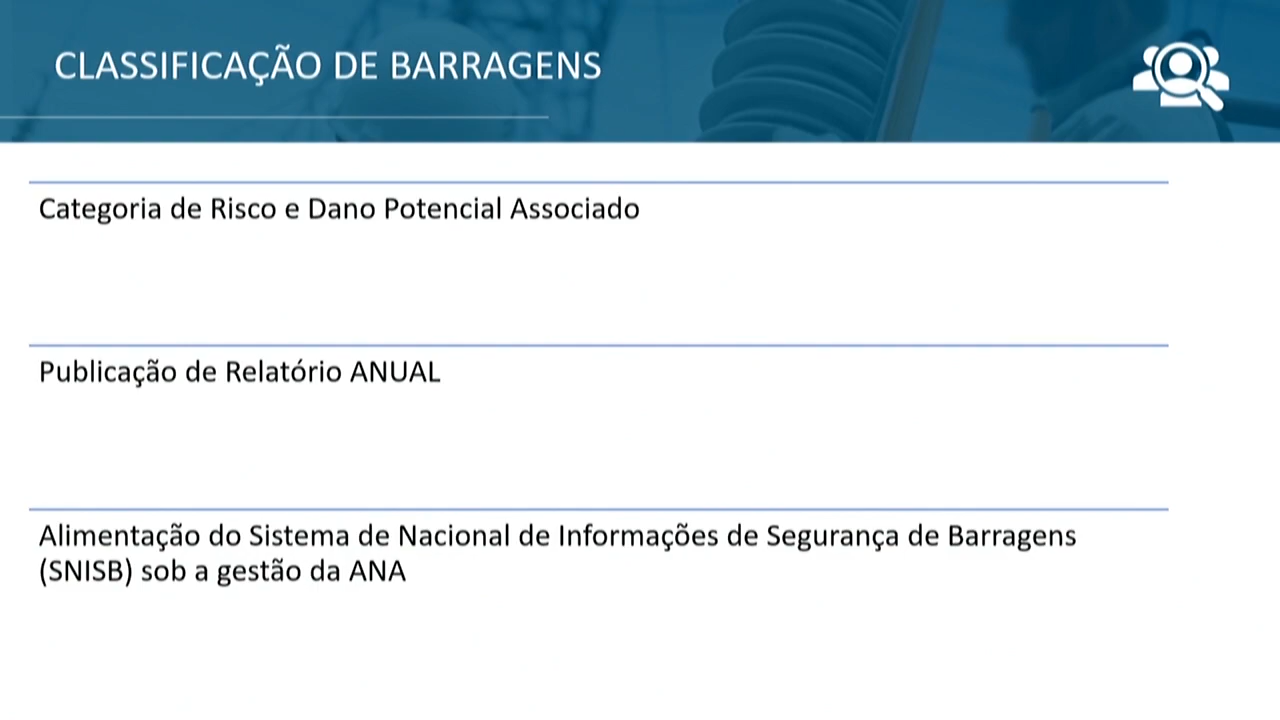 CLASSIFICAÇÃO DE BARRAGENS
Categoria de Risco e Dano Potencial Associado
Publicação de Relatório ANUAL
Alimentação do Sistema de Nacional de Informações de Segurança de Barragens
(SNISB) sob a gestão da ANA